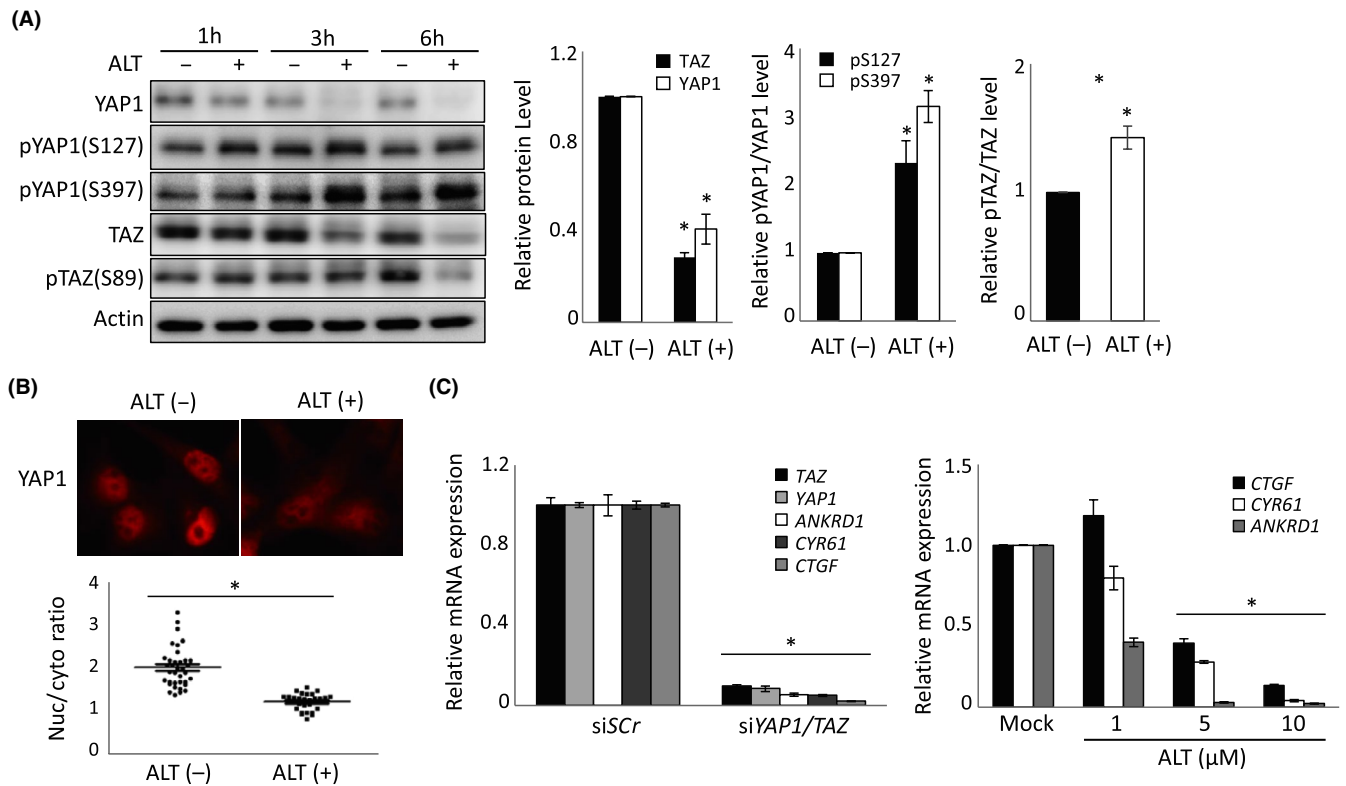 (A)
1h 3h 6h
ALT – + – + – +
YAP1
pYAP1(S127)
pYAP1(S397)
TAZ
pTAZ(S89)
Actin
Relative protein Level
1.2
0.8
0.4
0
TAZ
YAP1
* *
ALT (–) ALT (+)
Relative pYAP1/YAP1 level
4
3
2
1
0
pS127
pS397
* *
ALT (–) ALT (+)
Relative pTAZ/TAZ level
2
1
0
*
*
ALT (–) ALT (+)
(B)
ALT (–) ALT (+)
YAP1
Nuc/cyto ratio
4
3
2
1
0
*
ALT (–) ALT (+)
(C)
Relative mRNA expression
1.2
0.8
0.4
0
TAZ
YAP1
ANKRD1
CYR61
CTGF
*
siSCr siYAP1/TAZ
Relative mRNA expression
1.5
1.0
0.5
0
CTGF
CYR61
ANKRD1
*
Mock 1 5 10
ALT (μM)